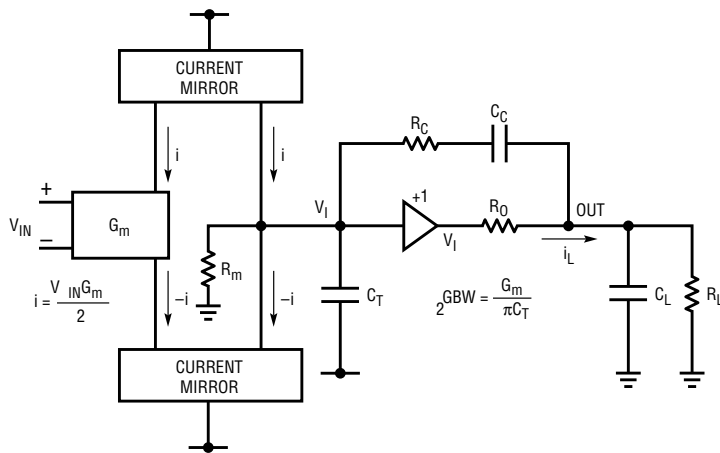 CURRENT
MIRROR
i
i
R_C
C_C
+
V_IN
–
G_m
V_I
+1
V_I
R_O
OUT
i_L
R_m
i = V_IN G_m / 2
–i
–i
C_T
2GBW = G_m / πC_T
C_L
R_L
CURRENT
MIRROR